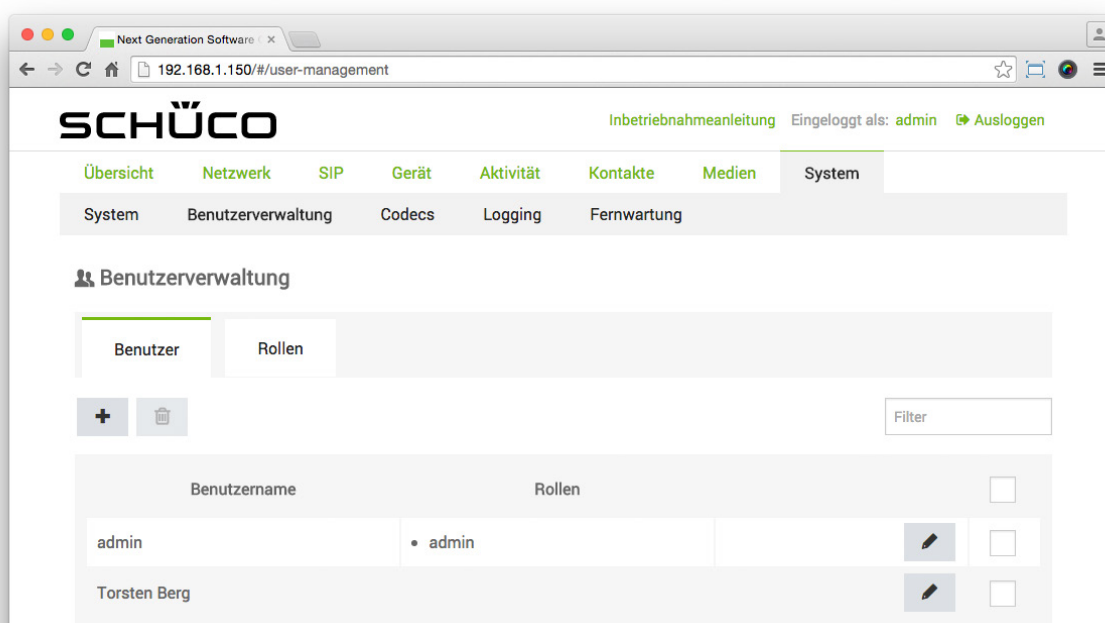 Next Generation Software
192.168.1.150/#/user-management
SCHÜCO
Inbetriebnahmeanleitung Eingeloggt als: admin Ausloggen
Übersicht Netzwerk SIP Gerät Aktivität Kontakte Medien System
System Benutzerverwaltung Codecs Logging Fernwartung
Benutzerverwaltung
Benutzer Rollen
Filter
Benutzername Rollen
admin • admin
Torsten Berg